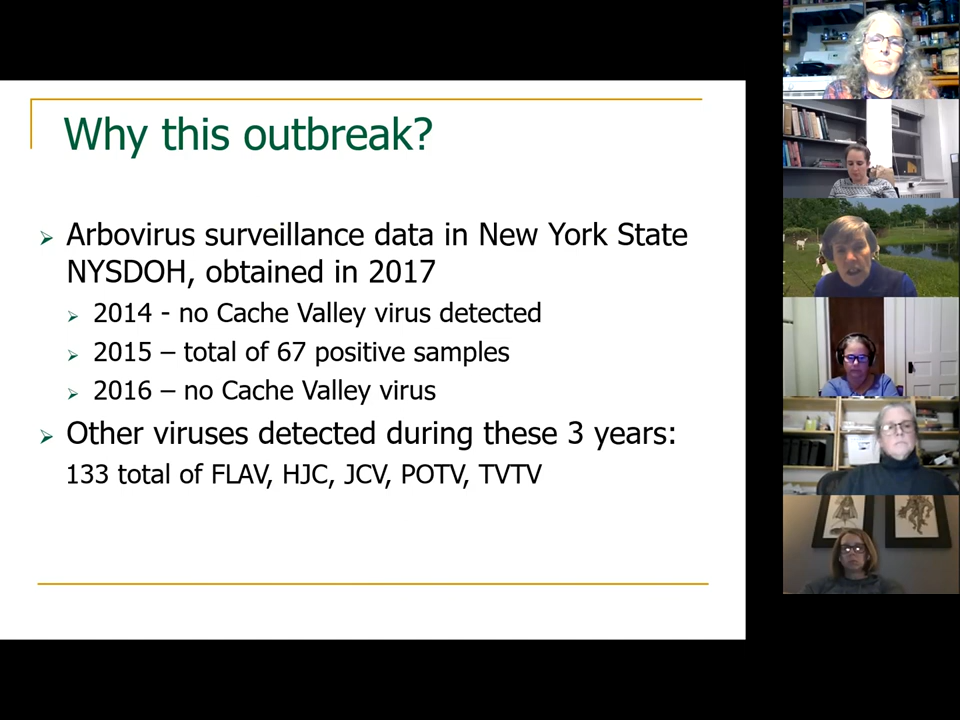 Why this outbreak?
Arbovirus surveillance data in New York State
NYSDOH, obtained in 2017
2014 - no Cache Valley virus detected
2015 – total of 67 positive samples
2016 – no Cache Valley virus
Other viruses detected during these 3 years:
133 total of FLAV, HJC, JCV, POTV, TVTV